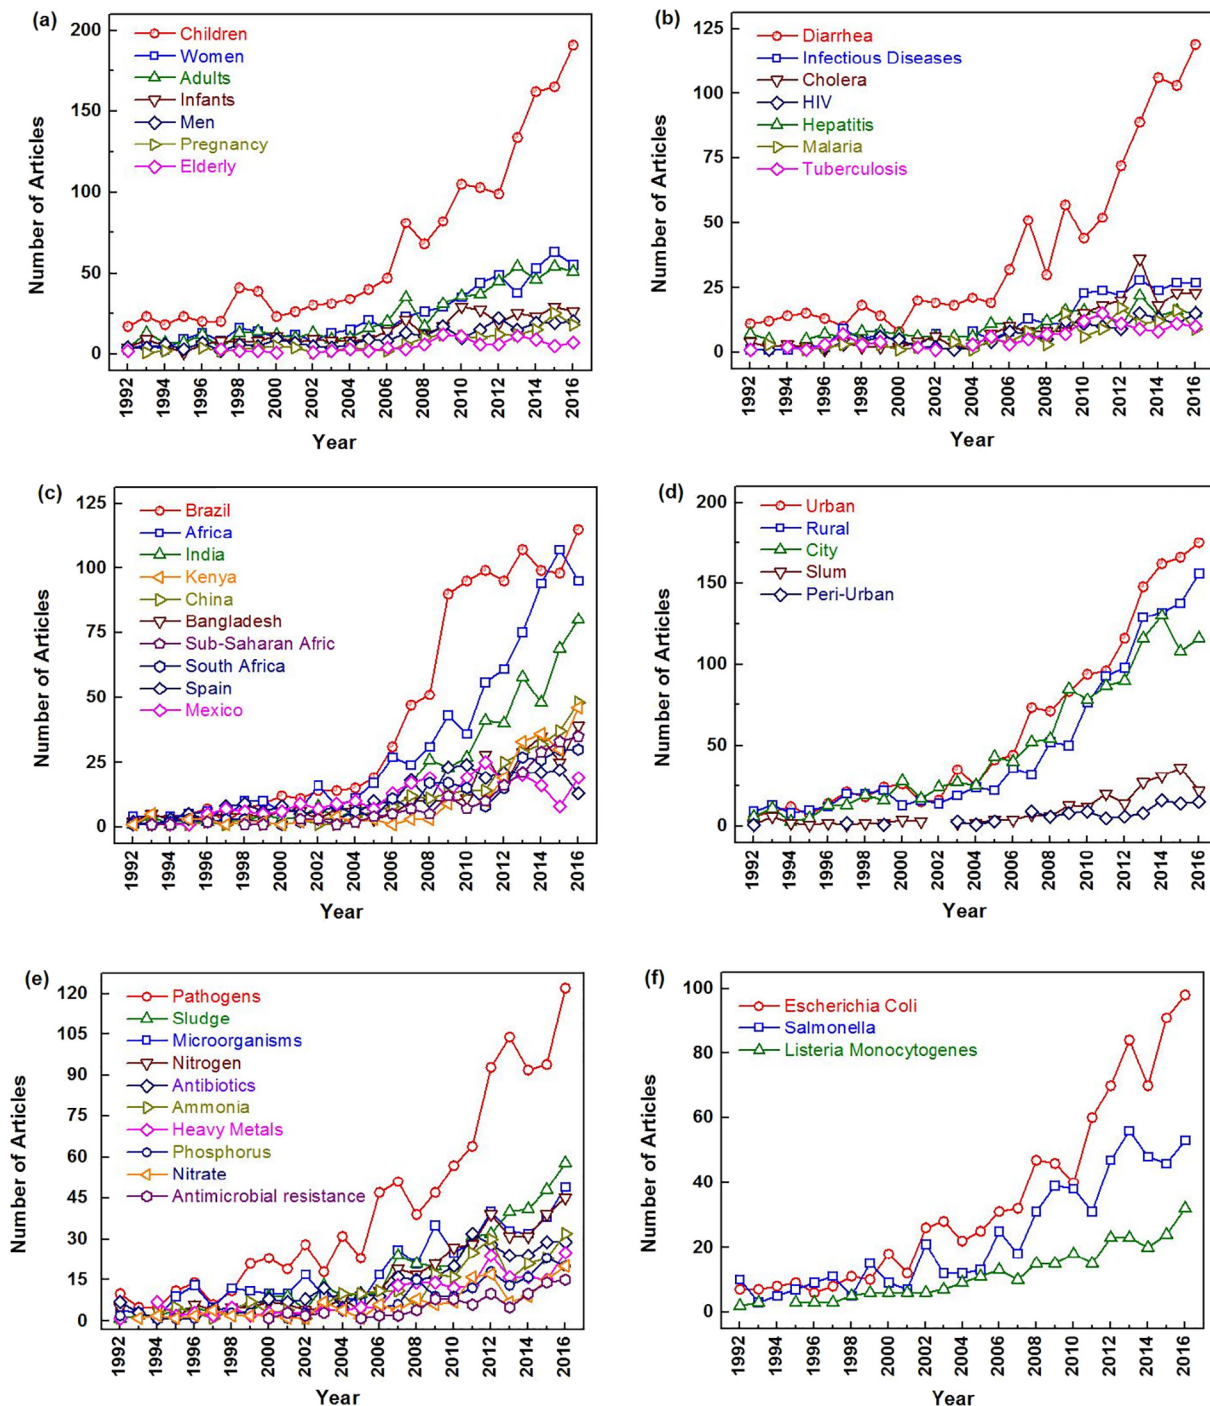 (a)
200
150
100
50
0
Number of Articles
Children
Women
Adults
Infants
Men
Pregnancy
Elderly
1992 1994 1996 1998 2000 2002 2004 2006 2008 2010 2012 2014 2016
Year
(b)
125
100
75
50
25
0
Number of Articles
Diarrhea
Infectious Diseases
Cholera
HIV
Hepatitis
Malaria
Tuberculosis
1992 1994 1996 1998 2000 2002 2004 2006 2008 2010 2012 2014 2016
Year
(c)
125
100
75
50
25
0
Number of Articles
Brazil
Africa
India
Kenya
China
Bangladesh
Sub-Saharan Afric
South Africa
Spain
Mexico
1992 1994 1996 1998 2000 2002 2004 2006 2008 2010 2012 2014 2016
Year
(d)
200
150
100
50
0
Number of Articles
Urban
Rural
City
Slum
Peri-Urban
1992 1994 1996 1998 2000 2002 2004 2006 2008 2010 2012 2014 2016
Year
(e)
120
105
90
75
60
45
30
15
0
Number of Articles
Pathogens
Sludge
Microorganisms
Nitrogen
Antibiotics
Ammonia
Heavy Metals
Phosphorus
Nitrate
Antimicrobial resistance
1992 1994 1996 1998 2000 2002 2004 2006 2008 2010 2012 2014 2016
Year
(f)
100
80
60
40
20
0
Number of Articles
Escherichia Coli
Salmonella
Listeria Monocytogenes
1992 1994 1996 1998 2000 2002 2004 2006 2008 2010 2012 2014 2016
Year